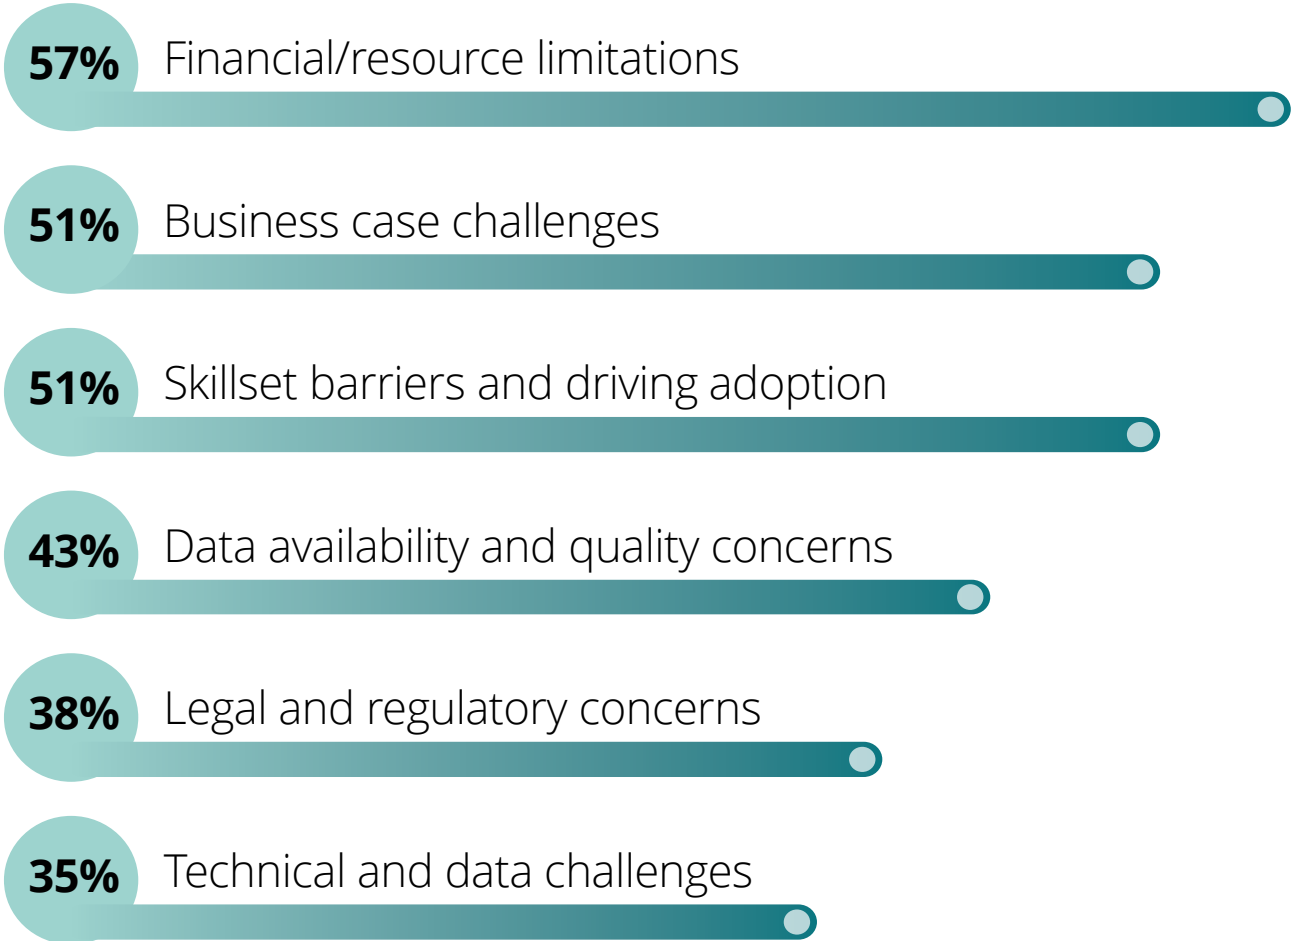 57% Financial/resource limitations
51% Business case challenges
51% Skillset barriers and driving adoption
43% Data availability and quality concerns
38% Legal and regulatory concerns
35% Technical and data challenges